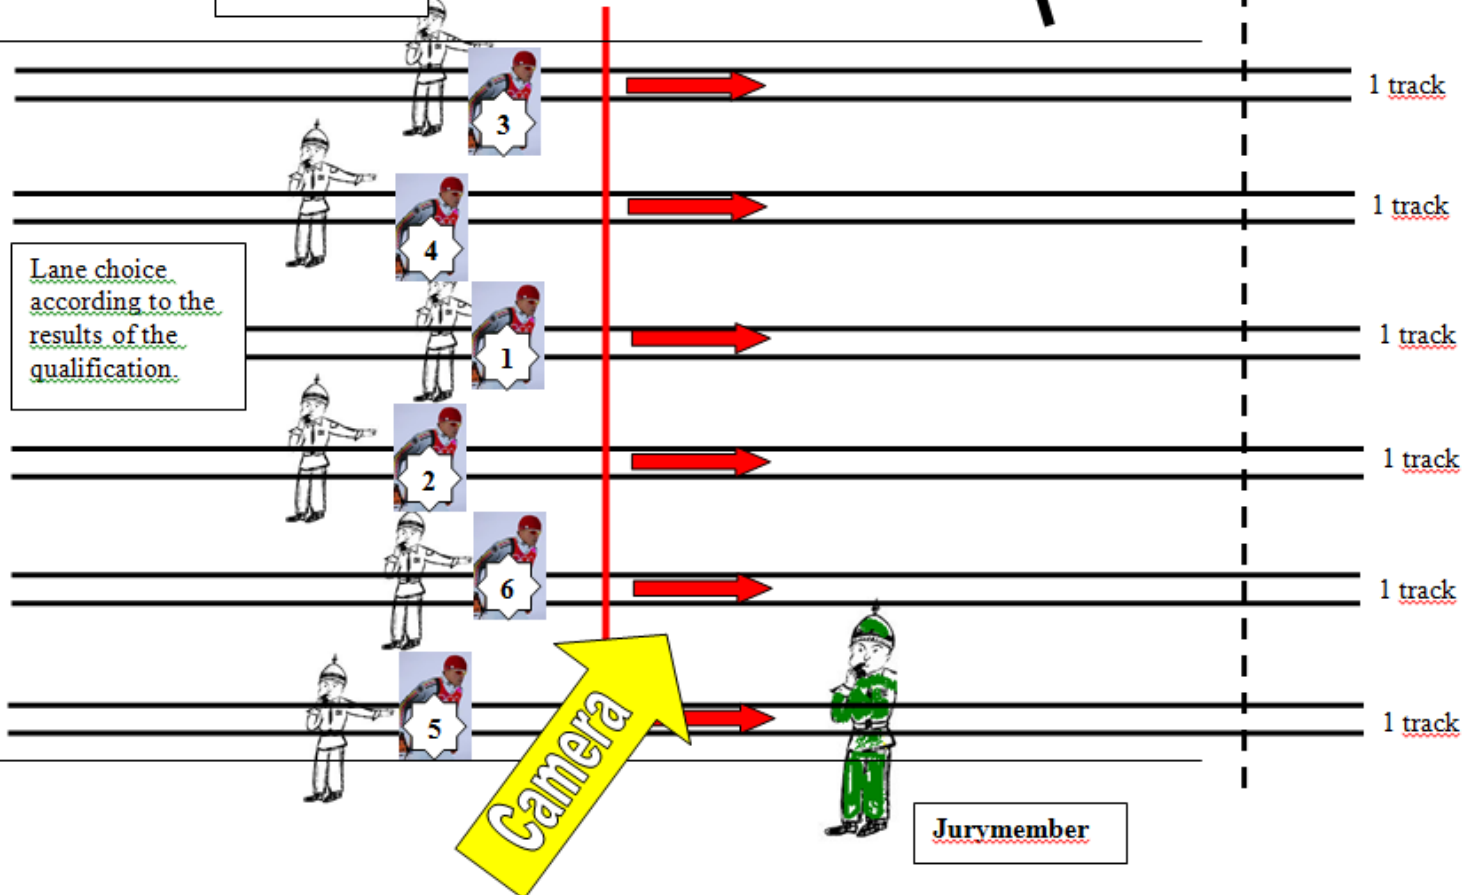 3
1 track
4
1 track
Lane choice
according to the
results of the
qualification.
1
1 track
2
1 track
6
1 track
Camera
5
1 track
Jurymember